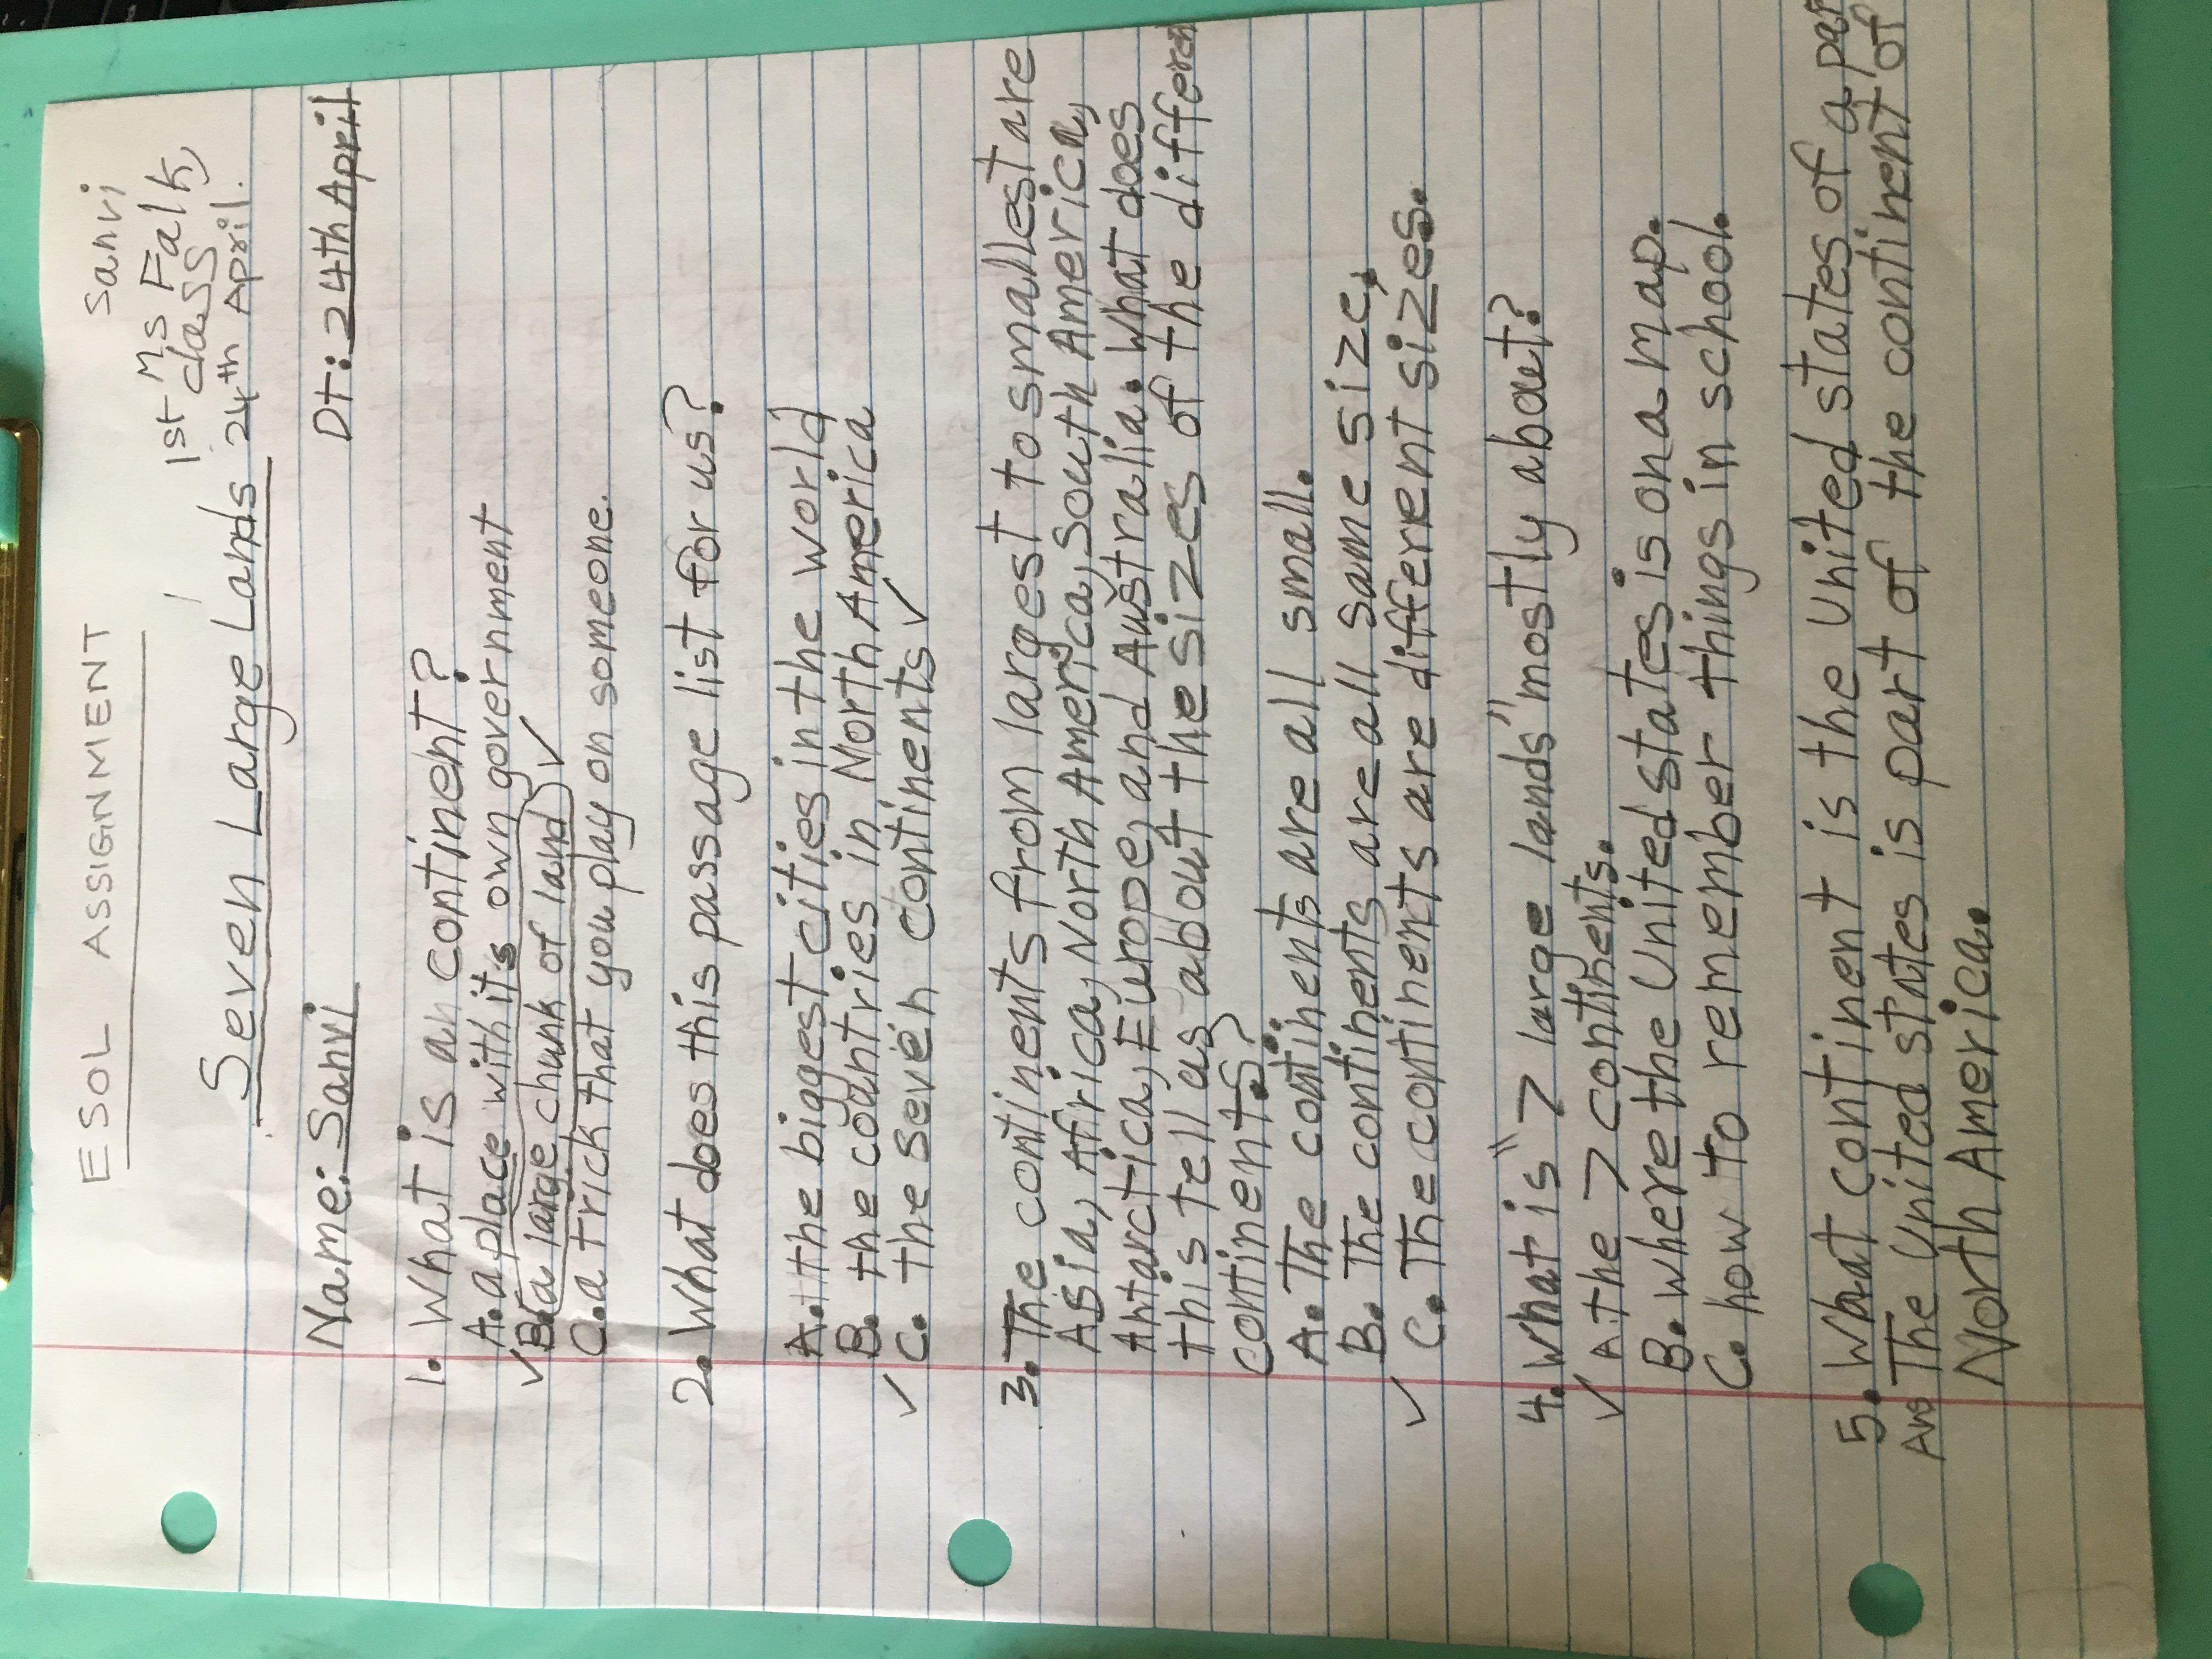 ESOL ASSIGNMENT
Sanvi
Ms Falk,
1st class
24th April.
Seven Large Lands
Name: Sanvi
Dt: 24th April
1. What is an continent?
A. a place with it's own government
✓ B. a large chunk of land ✓
C. a trick that you play on someone.
2. What does this passage list for us?
A. the biggest cities in the world
B. the countries in North America
✓ C. the seven continents ✓
3. The continents from largest to smallest are
Asia, Africa, North America, South America,
Antarctica, Europe, and Australia. What does
this tell us about the sizes of the different
continents?
A. The continents are all small.
B. The continents are all same size.
✓ C. The continents are different sizes.
4. What is "7 large lands" mostly about?
✓ A. the 7 continents.
B. where the United states is on a map.
C. how to remember things in school.
5. What continent is the United states of a par
Ans The United states is part of the continent of
North America.